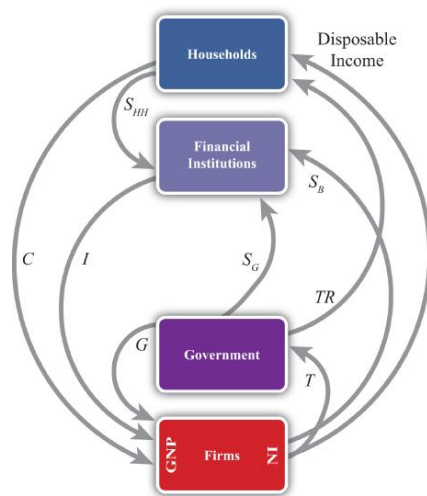 Disposable
Income
Households
S_HH
Financial
Institutions
S_B
C
I
S_G
TR
G
Government
T
GNP
Firms
NI